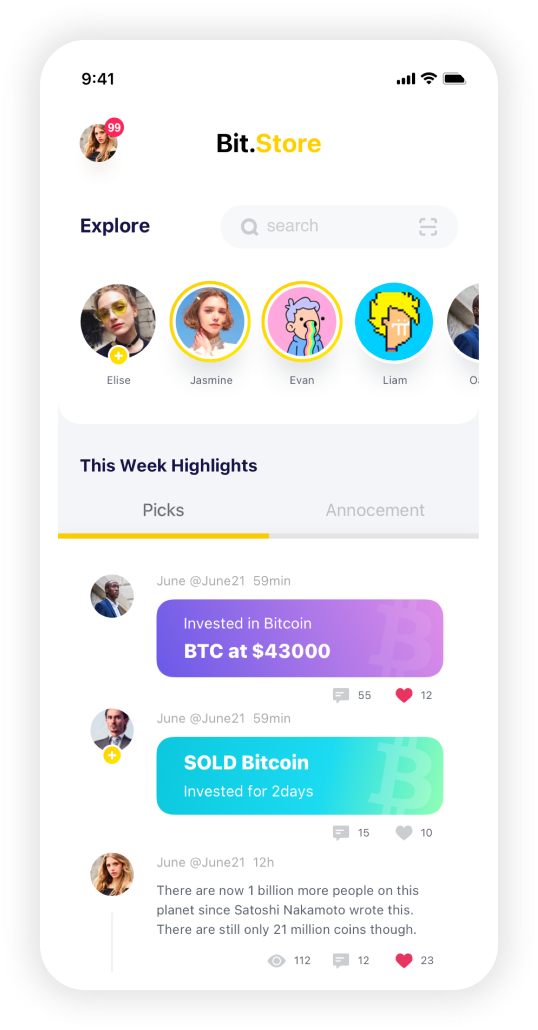 9:41
99
Bit.Store
Explore
search
Elise
Jasmine
Evan
Liam
This Week Highlights
Picks
Annocement
June @June21 59min
Invested in Bitcoin
BTC at $43000
55
12
June @June21 59min
SOLD Bitcoin
Invested for 2days
15
10
June @June21 12h
There are now 1 billion more people on this
planet since Satoshi Nakamoto wrote this.
There are still only 21 million coins though.
112
12
23